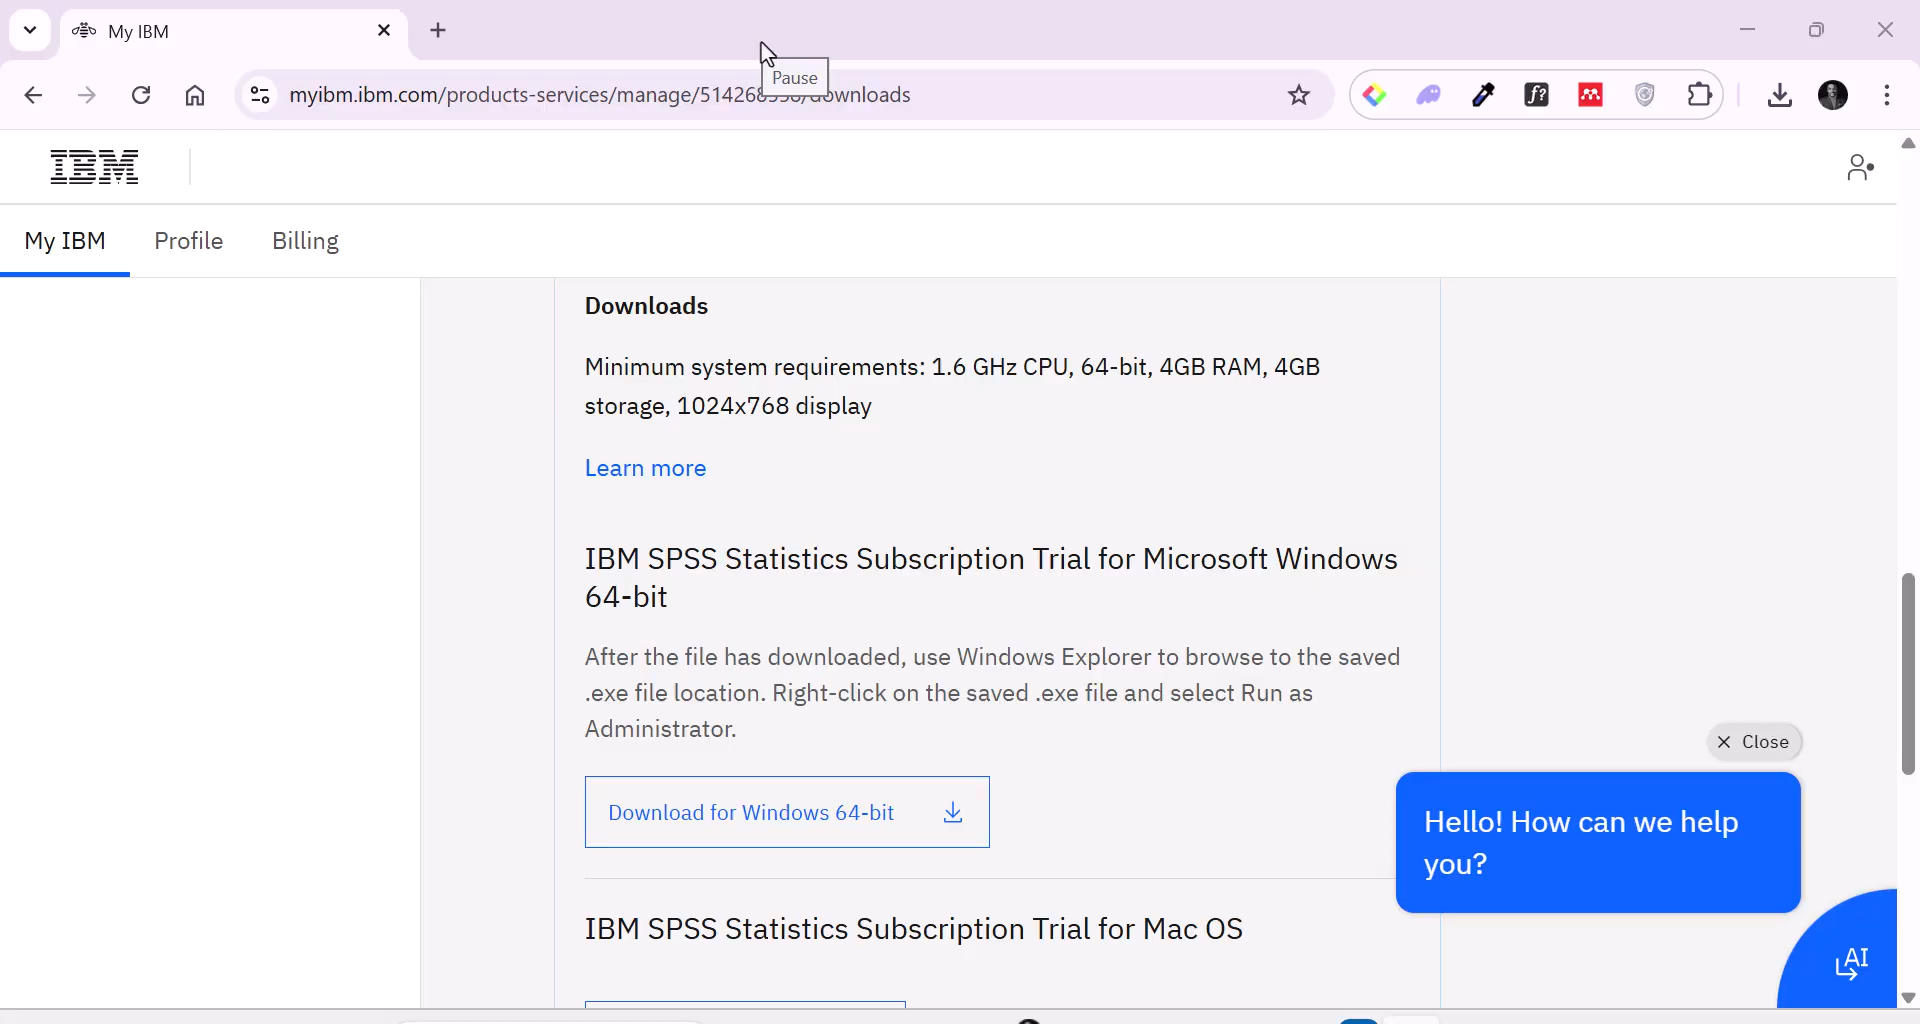 My IBM
Pause
myibm.ibm.com/products-services/manage/
IBM
My IBM
Profile
Billing
Downloads
Minimum system requirements: 1.6 GHz CPU, 64-bit, 4GB RAM, 4GB
storage, 1024x768 display
Learn more
IBM SPSS Statistics Subscription Trial for Microsoft Windows
64-bit
After the file has downloaded, use Windows Explorer to browse to the saved
.exe file location. Right-click on the saved .exe file and select Run as
Administrator.
Close
Download for Windows 64-bit
Hello! How can we help
you?
IBM SPSS Statistics Subscription Trial for Mac OS
AI